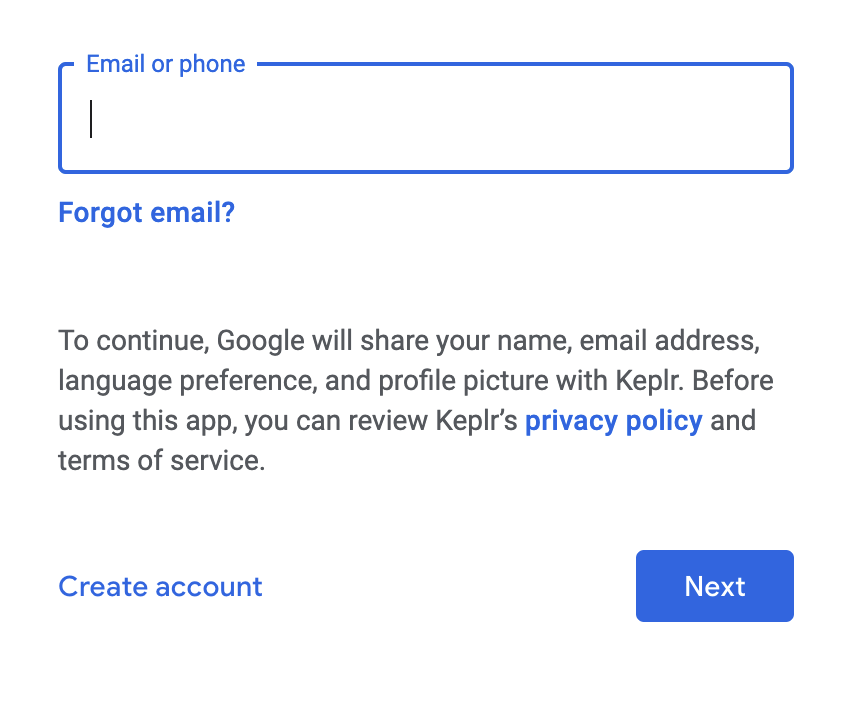 Email or phone
Forgot email?
To continue, Google will share your name, email address,
language preference, and profile picture with Keplr. Before
using this app, you can review Keplr’s privacy policy and
terms of service.
Create account
Next